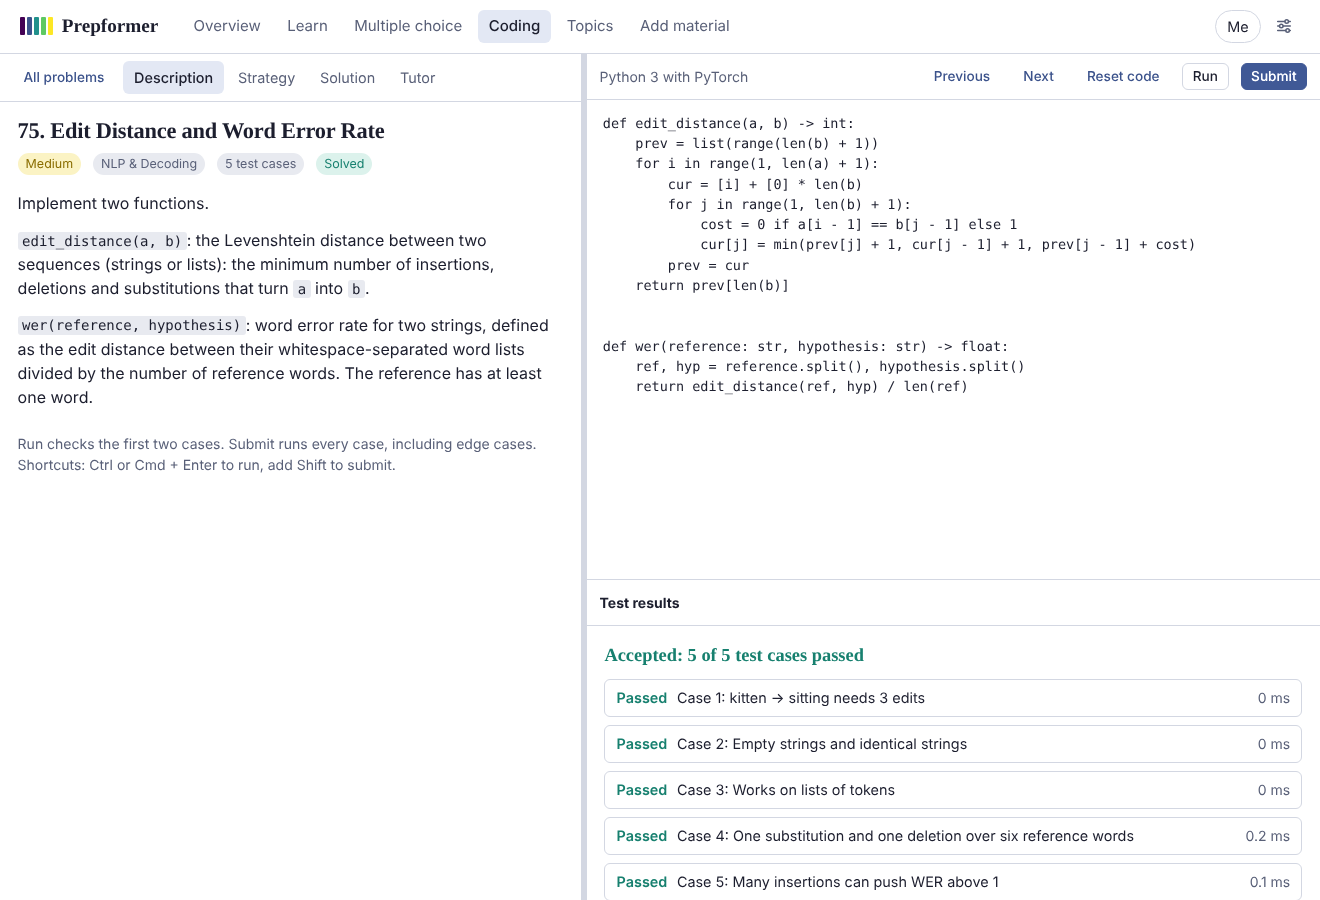 Prepformer
Overview
Learn
Multiple choice
Coding
Topics
Add material
Me
All problems
Description
Strategy
Solution
Tutor
75. Edit Distance and Word Error Rate
Medium
NLP & Decoding
5 test cases
Solved
Implement two functions.
edit_distance(a, b): the Levenshtein distance between two
sequences (strings or lists): the minimum number of insertions,
deletions and substitutions that turn a into b.
wer(reference, hypothesis): word error rate for two strings, defined
as the edit distance between their whitespace-separated word lists
divided by the number of reference words. The reference has at least
one word.
Run checks the first two cases. Submit runs every case, including edge cases.
Shortcuts: Ctrl or Cmd + Enter to run, add Shift to submit.
Python 3 with PyTorch
Previous
Next
Reset code
Run
Submit
def edit_distance(a, b) -> int:
    prev = list(range(len(b) + 1))
    for i in range(1, len(a) + 1):
        cur = [i] + [0] * len(b)
        for j in range(1, len(b) + 1):
            cost = 0 if a[i - 1] == b[j - 1] else 1
            cur[j] = min(prev[j] + 1, cur[j - 1] + 1, prev[j - 1] + cost)
        prev = cur
    return prev[len(b)]
def wer(reference: str, hypothesis: str) -> float:
    ref, hyp = reference.split(), hypothesis.split()
    return edit_distance(ref, hyp) / len(ref)
Test results
Accepted: 5 of 5 test cases passed
Passed Case 1: kitten → sitting needs 3 edits 0 ms
Passed Case 2: Empty strings and identical strings 0 ms
Passed Case 3: Works on lists of tokens 0 ms
Passed Case 4: One substitution and one deletion over six reference words 0.2 ms
Passed Case 5: Many insertions can push WER above 1 0.1 ms